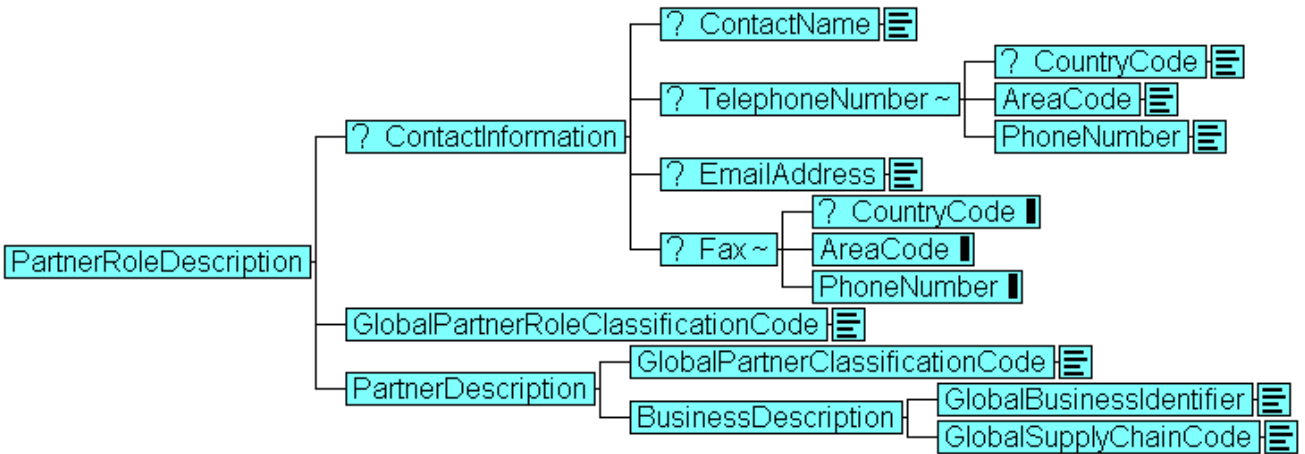 ? ContactName
? CountryCode
? TelephoneNumber ~
AreaCode
? ContactInformation
PhoneNumber
? EmailAddress
? CountryCode
? Fax ~
AreaCode
PartnerRoleDescription
PhoneNumber
GlobalPartnerRoleClassificationCode
GlobalPartnerClassificationCode
PartnerDescription
GlobalBusinessIdentifier
BusinessDescription
GlobalSupplyChainCode